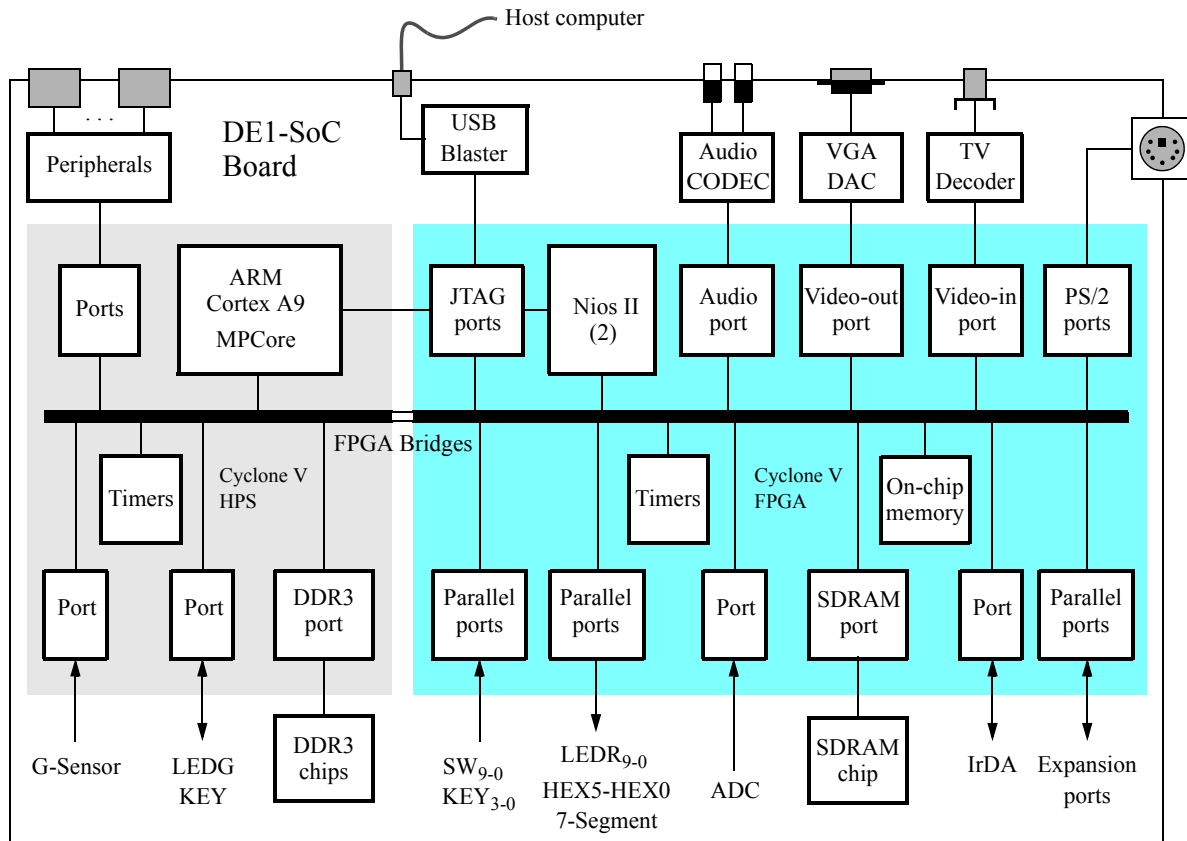 Host computer
DE1-SoC
Board
. . .
Peripherals
USB
Blaster
Audio
CODEC
VGA
DAC
TV
Decoder
Ports
ARM
Cortex A9
MPCore
JTAG
ports
Nios II
(2)
Audio
port
Video-out
port
Video-in
port
PS/2
ports
FPGA Bridges
Timers
Cyclone V
HPS
Timers
Cyclone V
FPGA
On-chip
memory
Port
Port
DDR3
port
Parallel
ports
Parallel
ports
Port
SDRAM
port
Port
Parallel
ports
G-Sensor
LEDG
KEY
DDR3
chips
SW9-0
KEY3-0
LEDR9-0
HEX5-HEX0
7-Segment
ADC
SDRAM
chip
IrDA
Expansion
ports